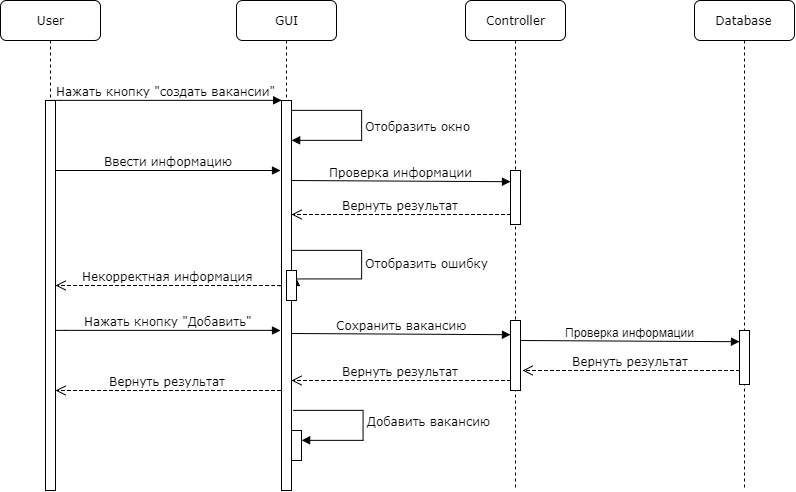 User
GUI
Controller
Database
Нажать кнопку "создать вакансии"
Отобразить окно
Ввести информацию
Проверка информации
Вернуть результат
Отобразить ошибку
Некорректная информация
Нажать кнопку "Добавить"
Сохранить вакансию
Проверка информации
Вернуть результат
Вернуть результат
Вернуть результат
Добавить вакансию